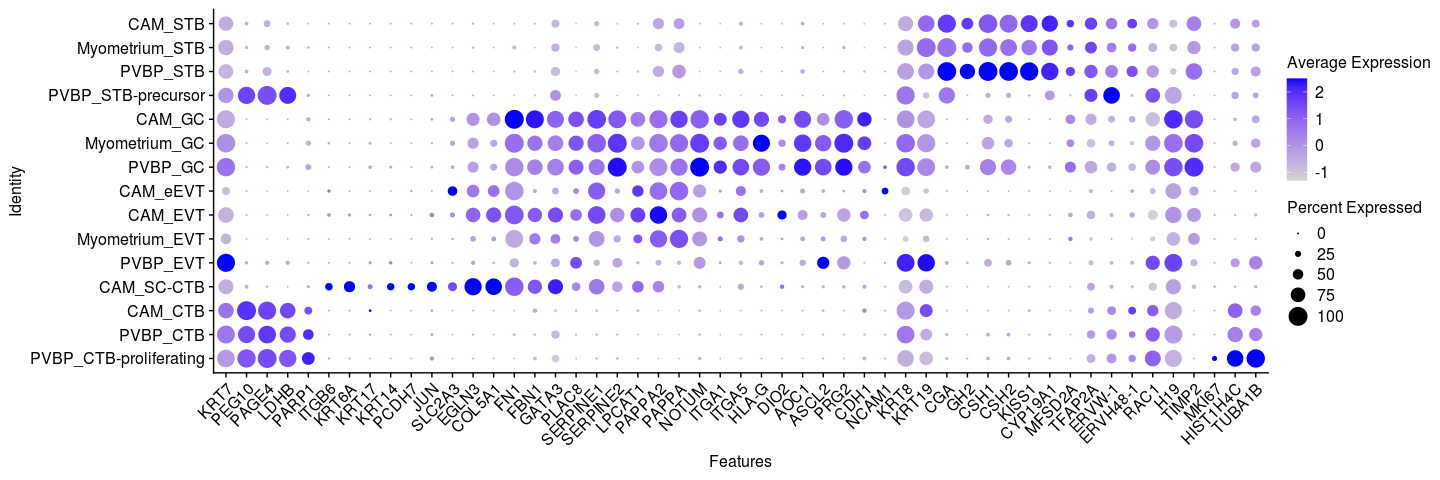 CAM_STB
Myometrium_STB
PVBP_STB
PVBP_STB-precursor
CAM_GC
Myometrium_GC
PVBP_GC
CAM_eEVT
CAM_EVT
Myometrium_EVT
PVBP_EVT
CAM_SC-CTB
CAM_CTB
PVBP_CTB
PVBP_CTB-proliferating
Identity
KRT7
PEG10
PAGE4
LDHB
PARP1
ITGB6
KRT6A
KRT17
KRT14
PCDH7
JUN
SLC2A3
EGLN3
COL5A1
FN1
FBN1
GATA3
PLAC8
SERPINE1
SERPINE2
LPCAT1
PAPPA2
PAPPA
NOTUM
ITGA1
ITGA5
HLA-G
DIO2
AOC1
ASCL2
PRG2
CDH1
NCAM1
KRT8
KRT19
CGA
GH2
CSH1
CSH2
KISS1
CYP19A1
MFSD2A
TFAP2A
ERVW-1
ERVH48-1
RAC1
H19
TIMP2
MKI67
HIST1H4C
TUBA1B
Features
Average Expression
2
1
0
-1
Percent Expressed
0
25
50
75
100